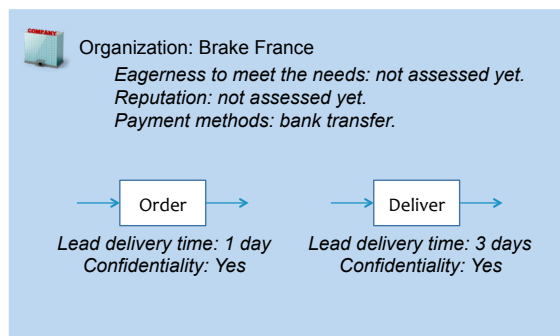 COMPANY
Organization: Brake France
Eagerness to meet the needs: not assessed yet.
Reputation: not assessed yet.
Payment methods: bank transfer.
Order
Deliver
Lead delivery time: 1 day
Confidentiality: Yes
Lead delivery time: 3 days
Confidentiality: Yes